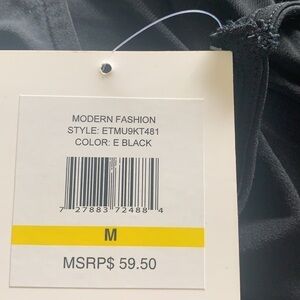 MODERN FASHION
STYLE: ETMU9KT481
COLOR: E BLACK
7 27883 72488 4
M
MSRP$ 59.50